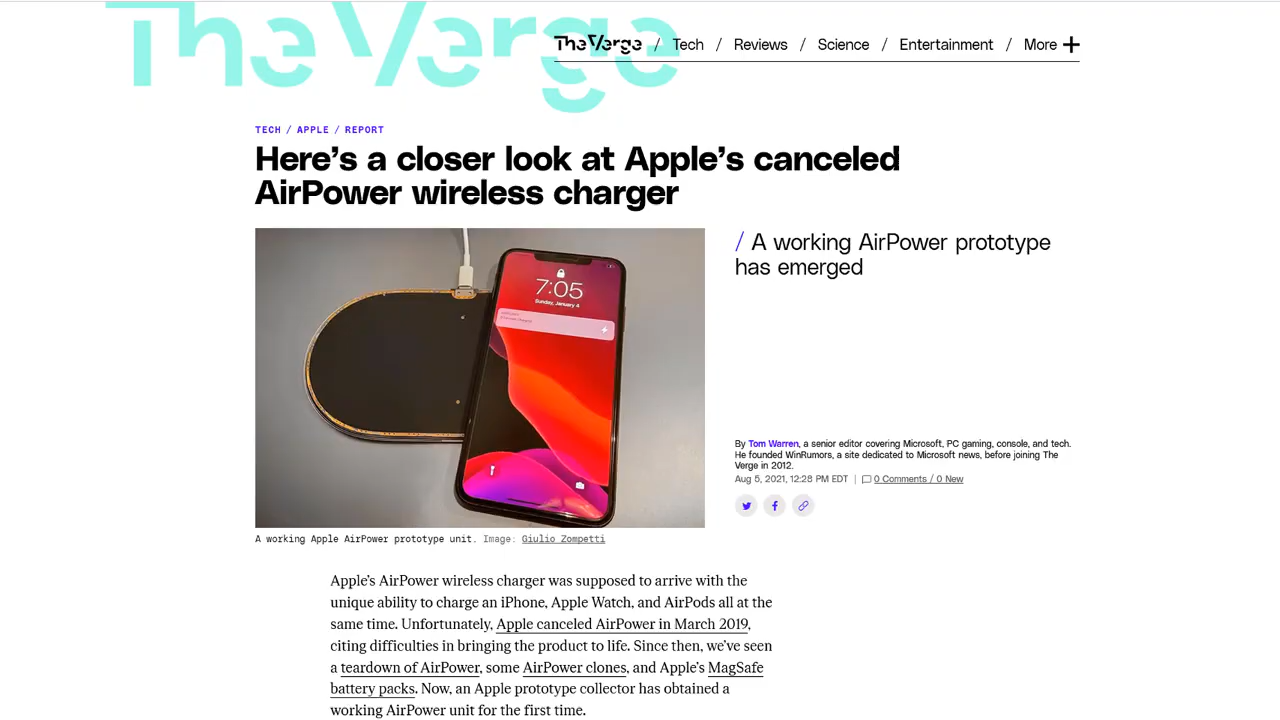 The Verge
The Verge / Tech / Reviews / Science / Entertainment / More +
TECH / APPLE / REPORT
Here's a closer look at Apple's canceled
AirPower wireless charger
7:05
Sunday, January 4
/ A working AirPower prototype
has emerged
By Tom Warren, a senior editor covering Microsoft, PC gaming, console, and tech.
He founded WinRumors, a site dedicated to Microsoft news, before joining The
Verge in 2012.
Aug 5, 2021, 12:28 PM EDT | 0 Comments / 0 New
A working Apple AirPower prototype unit. Image: Giulio Zompetti
Apple's AirPower wireless charger was supposed to arrive with the
unique ability to charge an iPhone, Apple Watch, and AirPods all at the
same time. Unfortunately, Apple canceled AirPower in March 2019,
citing difficulties in bringing the product to life. Since then, we've seen
a teardown of AirPower, some AirPower clones, and Apple's MagSafe
battery packs. Now, an Apple prototype collector has obtained a
working AirPower unit for the first time.